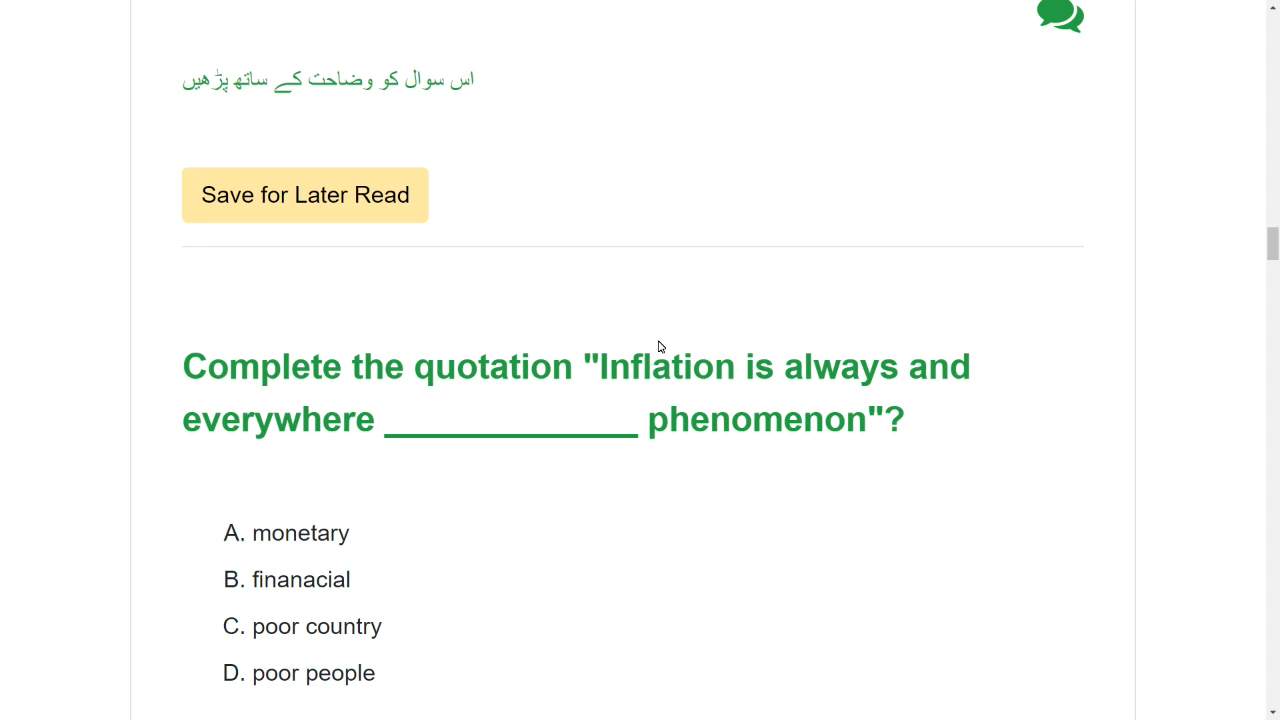 اس سوال کو وضاحت کے ساتھ پڑھیں
Save for Later Read
Complete the quotation "Inflation is always and
everywhere _____________ phenomenon"?
A. monetary
B. finanacial
C. poor country
D. poor people